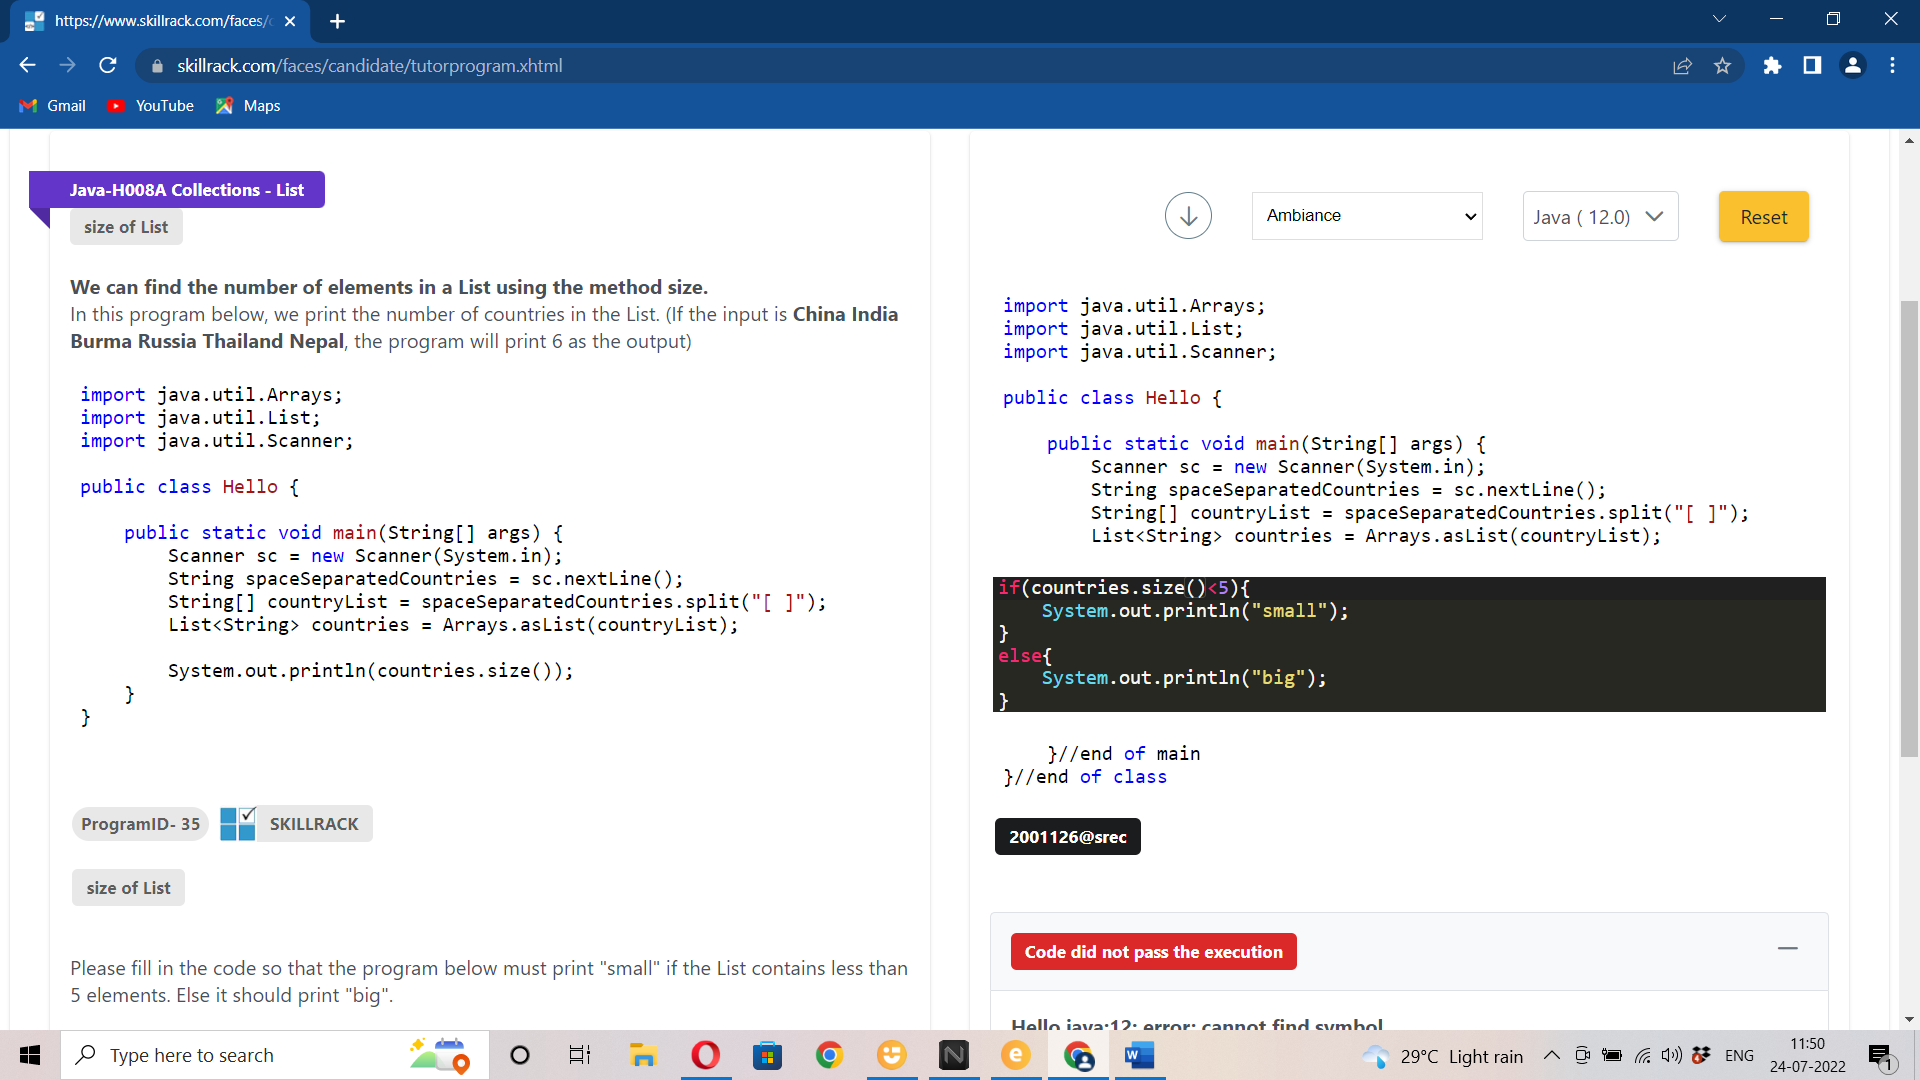 https://www.skillrack.com/faces/c
skillrack.com/faces/candidate/tutorprogram.xhtml
Gmail
YouTube
Maps
Java-H008A Collections - List
size of List
We can find the number of elements in a List using the method size.
In this program below, we print the number of countries in the List. (If the input is China India
Burma Russia Thailand Nepal, the program will print 6 as the output)
import java.util.Arrays;
import java.util.List;
import java.util.Scanner;
public class Hello {
public static void main(String[] args) {
Scanner sc = new Scanner(System.in);
String spaceSeparatedCountries = sc.nextLine();
String[] countryList = spaceSeparatedCountries.split("[ ]");
List<String> countries = Arrays.asList(countryList);
System.out.println(countries.size());
}
}
ProgramID- 35
SKILLRACK
size of List
Please fill in the code so that the program below must print "small" if the List contains less than
5 elements. Else it should print "big".
Ambiance
Java ( 12.0)
Reset
import java.util.Arrays;
import java.util.List;
import java.util.Scanner;
public class Hello {
public static void main(String[] args) {
Scanner sc = new Scanner(System.in);
String spaceSeparatedCountries = sc.nextLine();
String[] countryList = spaceSeparatedCountries.split("[ ]");
List<String> countries = Arrays.asList(countryList);
if(countries.size()<5){
System.out.println("small");
}
else{
System.out.println("big");
}
}//end of main
}//end of class
2001126@srec
Code did not pass the execution
Hello.java:12: error: cannot find symbol
Type here to search
29°C Light rain
ENG
11:50
24-07-2022
1